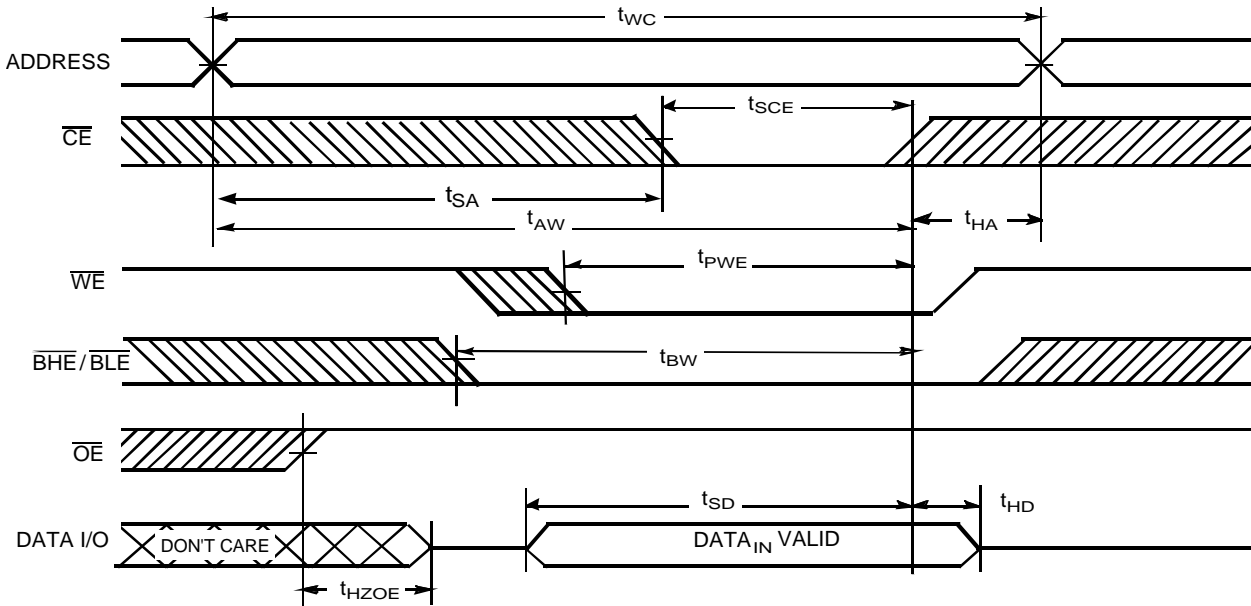 tWC
ADDRESS
tSCE
CE
tSA
tAW
tHA
tPWE
WE
tBW
BHE/BLE
OE
tSD
tHD
DATA I/O
DON'T CARE
DATAIN VALID
tHZOE